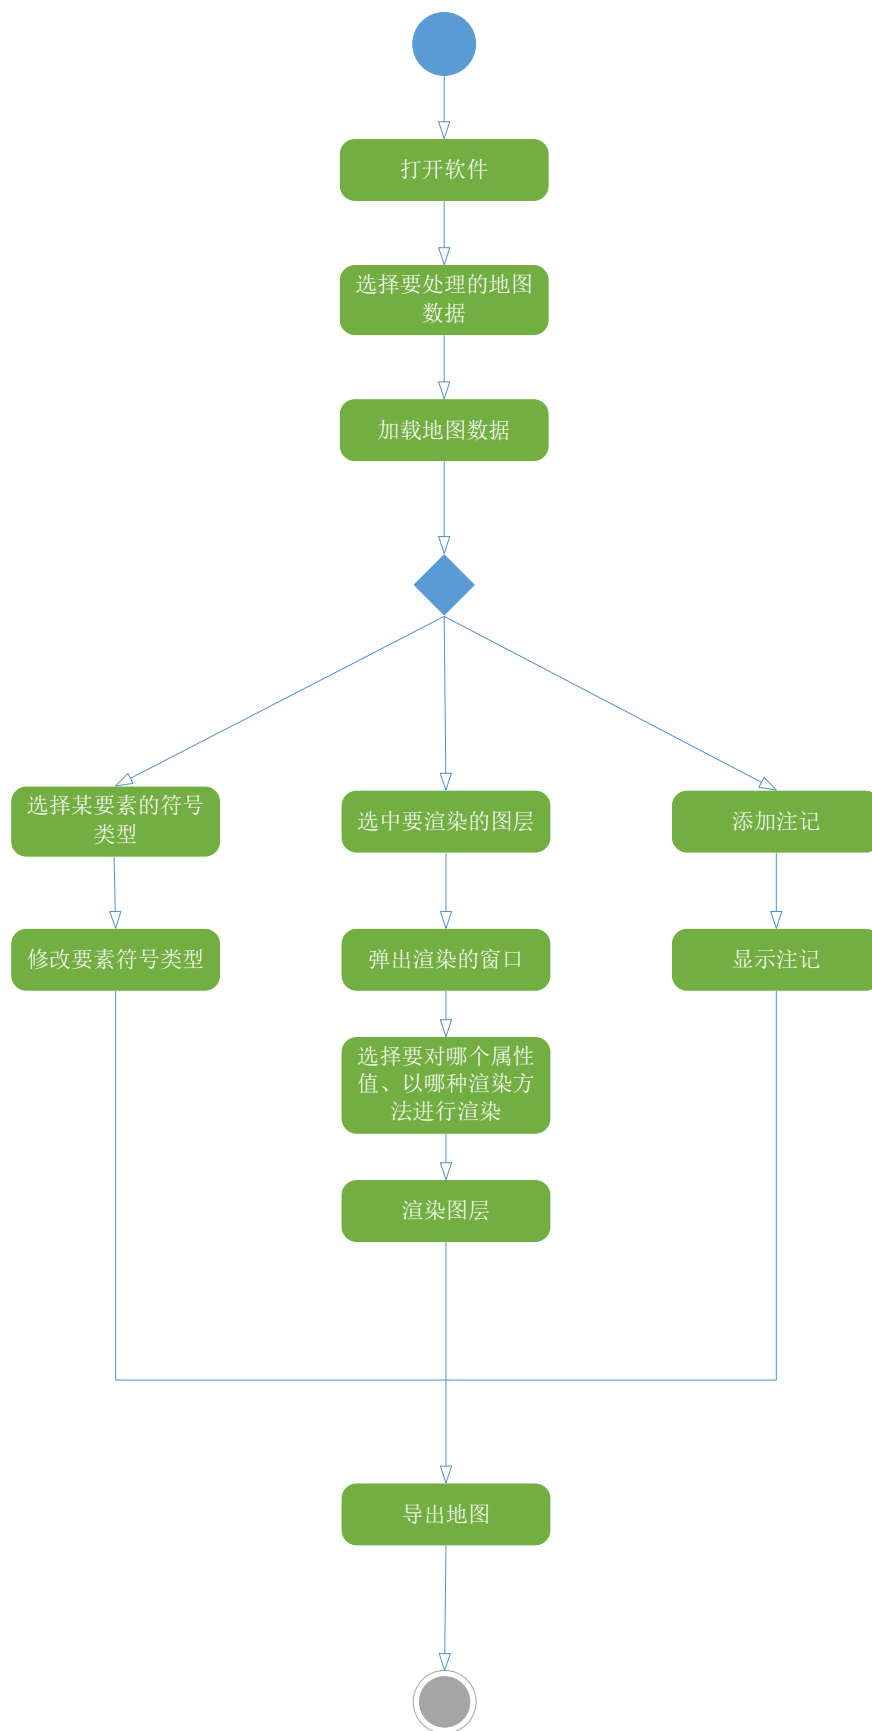 打开软件
选择要处理的地图
数据
加载地图数据
选择某要素的符号
类型
选中要渲染的图层
添加注记
修改要素符号类型
弹出渲染的窗口
显示注记
选择要对哪个属性
值、以哪种渲染方
法进行渲染
渲染图层
导出地图